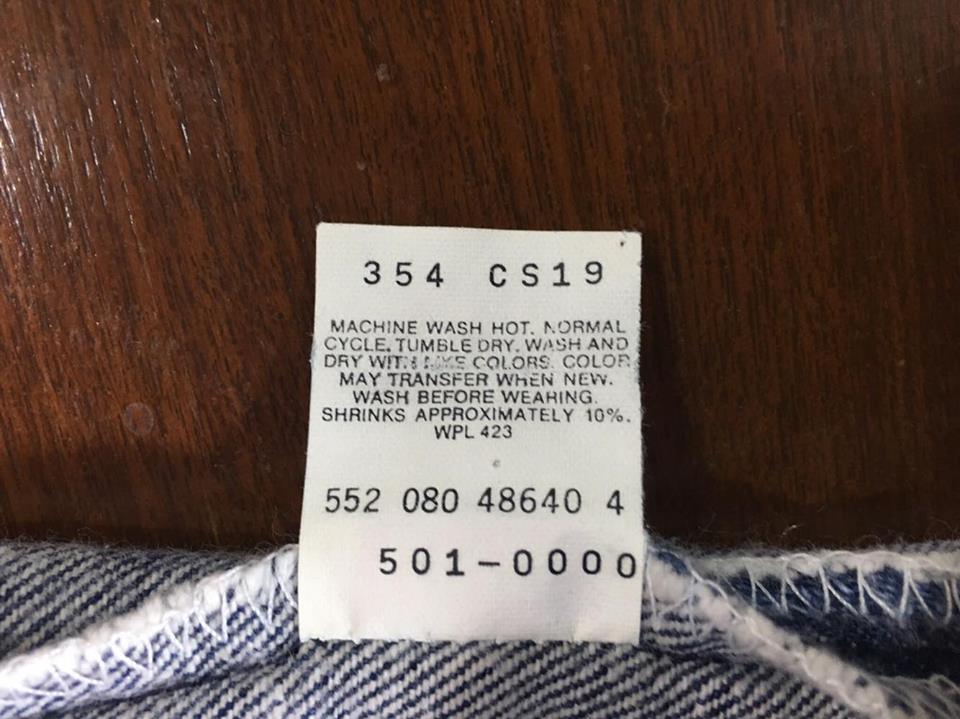 354 CS19
MACHINE WASH HOT. NORMAL
CYCLE. TUMBLE DRY. WASH AND
DRY WITH LIKE COLORS. COLOR
MAY TRANSFER WHEN NEW.
WASH BEFORE WEARING.
SHRINKS APPROXIMATELY 10%.
WPL 423
552 080 48640 4
501-0000